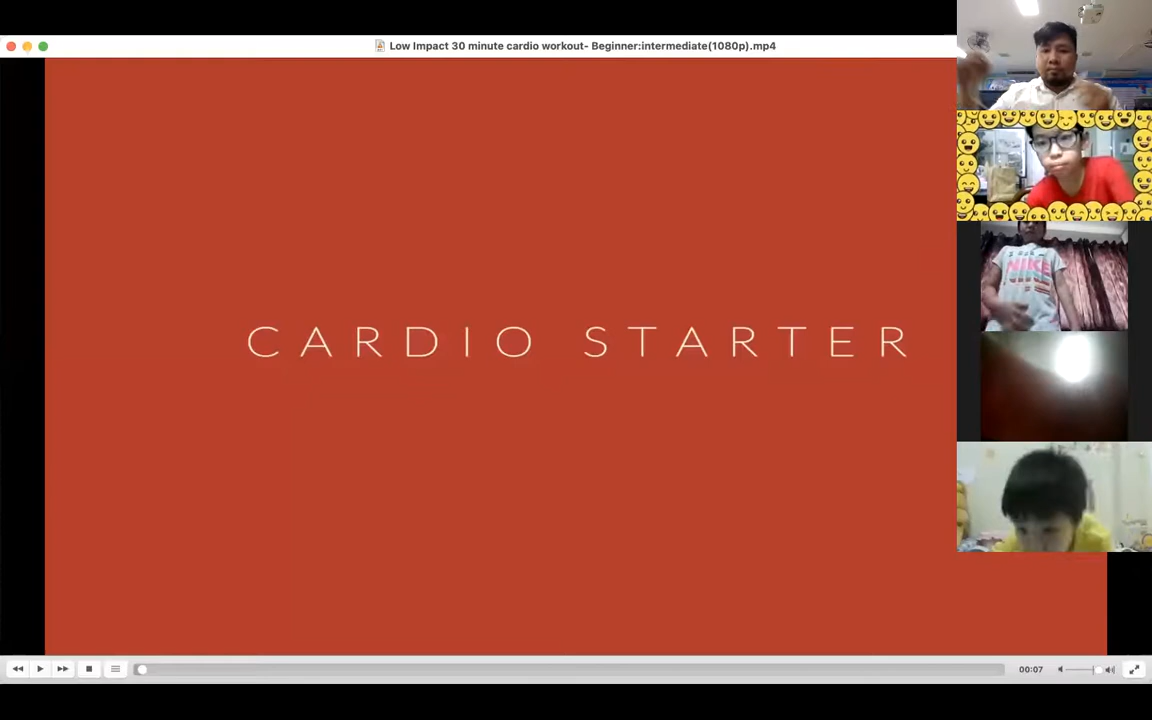 Low Impact 30 minute cardio workout- Beginner:intermediate(1080p).mp4
CARDIO STARTER
NIKE
00:07